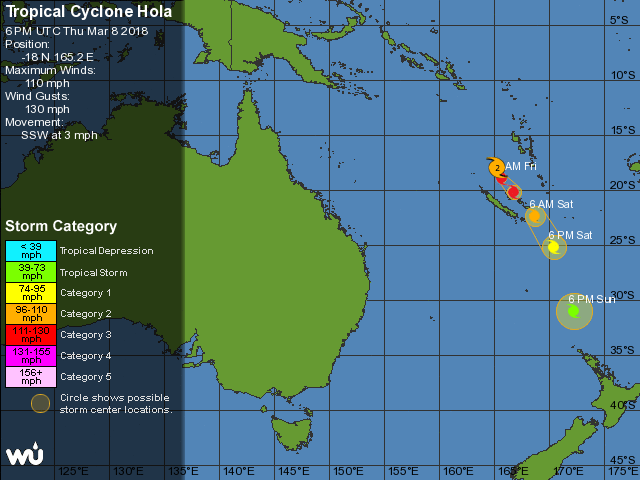 Tropical Cyclone Hola
6 PM UTC Thu Mar 8 2018
Position:
-18 N 165.2 E
Maximum Winds:
110 mph
Wind Gusts:
130 mph
Movement:
SSW at 3 mph
5°S
10°S
15°S
20°S
25°S
30°S
35°S
40°S
45°S
2
AM Fri
6 AM Sat
6 PM Sat
6 PM Sun
Storm Category
< 39
mph
Tropical Depression
39-73
mph
Tropical Storm
74-95
mph
Category 1
96-110
mph
Category 2
111-130
mph
Category 3
131-155
mph
Category 4
156+
mph
Category 5
Circle shows possible
storm center locations.
wu
125°E 130°E 135°E 140°E 145°E 150°E 155°E 160°E 165°E 170°E 175°E